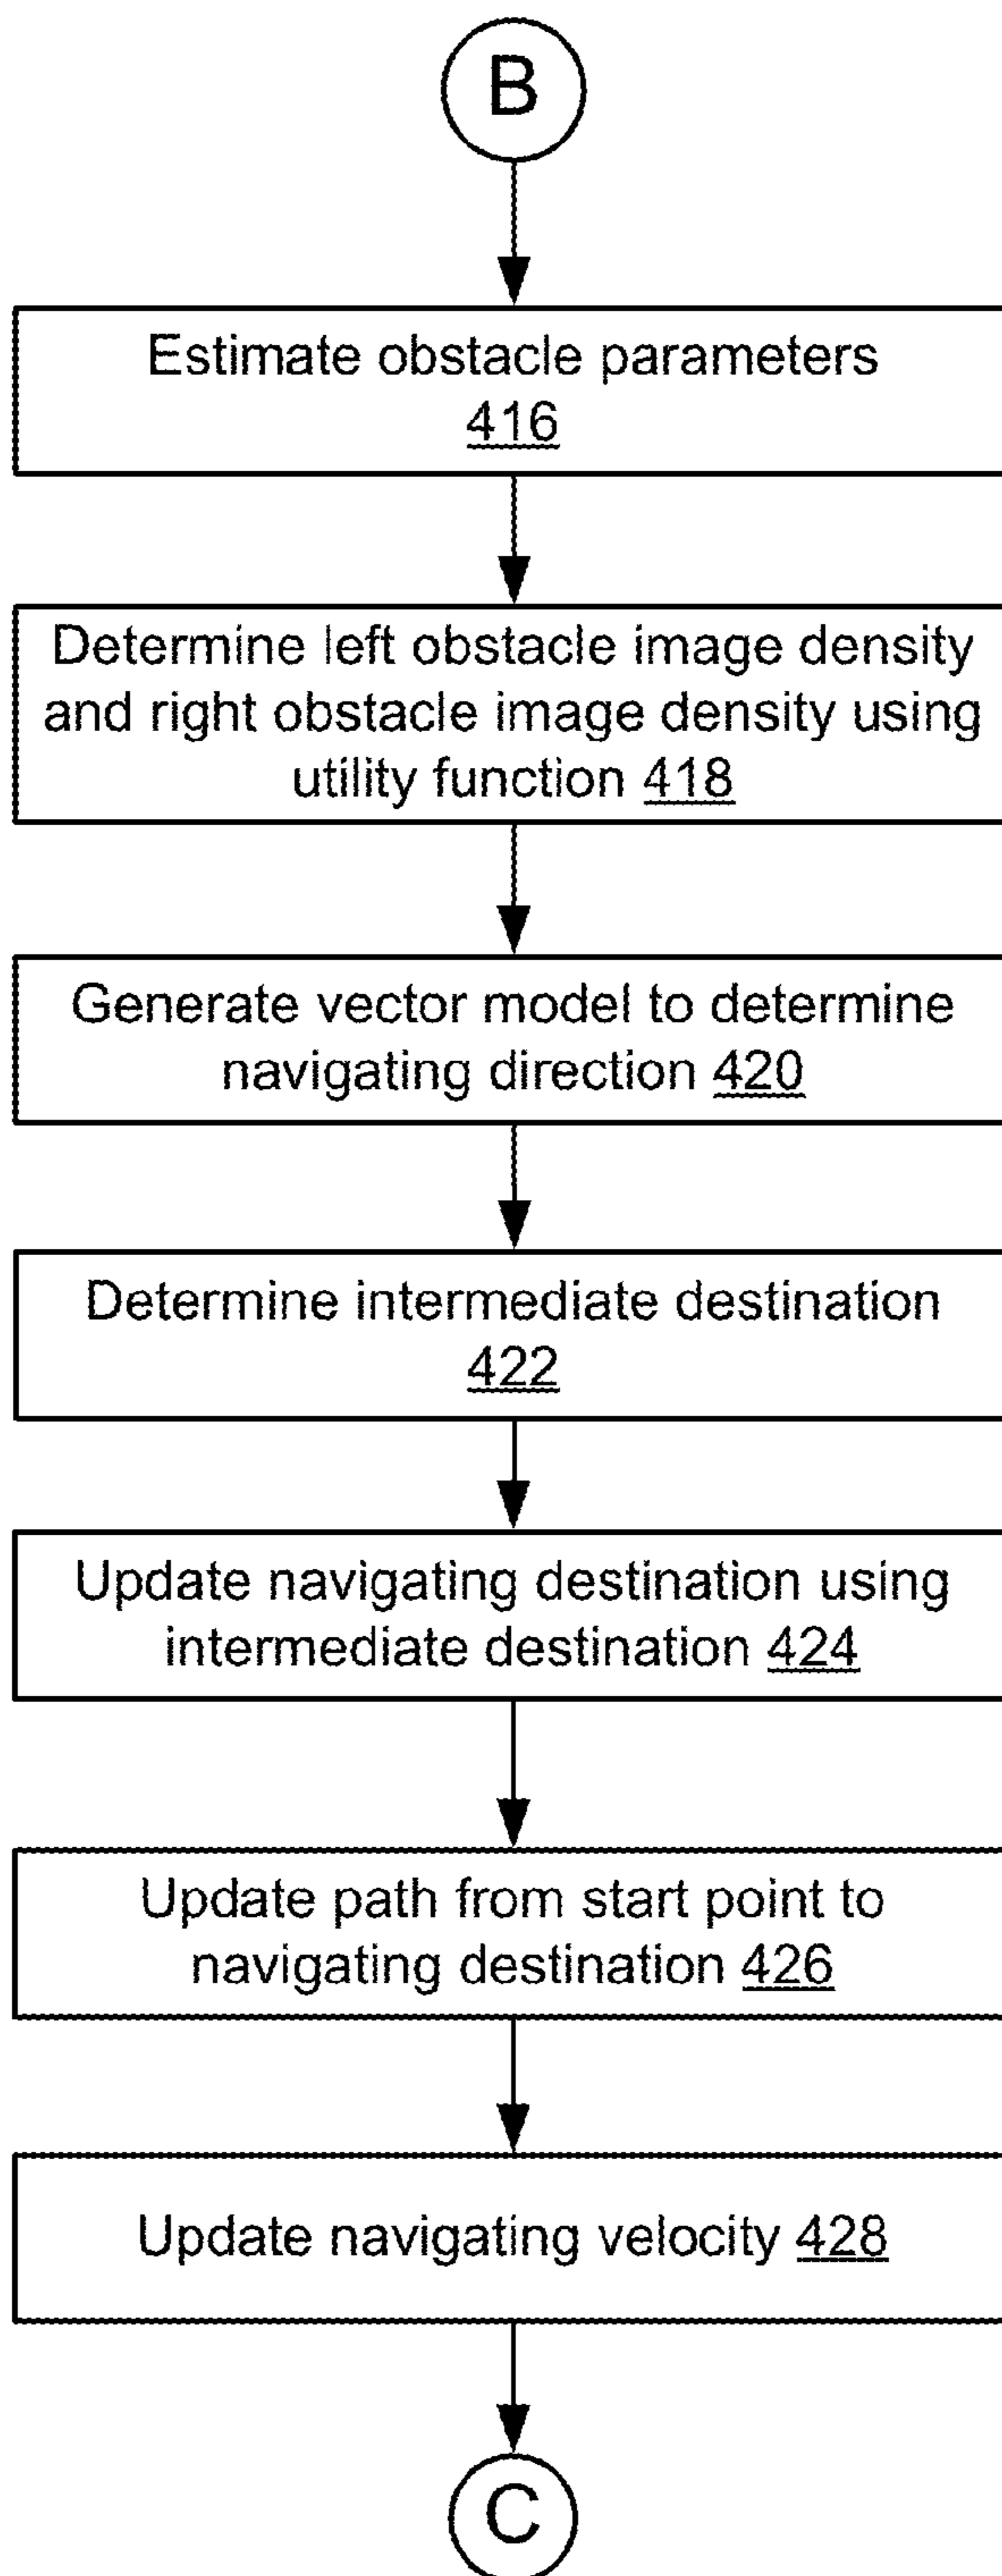 B
Estimate obstacle parameters
416
Determine left obstacle image density
and right obstacle image density using
utility function 418
Generate vector model to determine
navigating direction 420
Determine intermediate destination
422
Update navigating destination using
intermediate destination 424
Update path from start point to
navigating destination 426
Update navigating velocity 428
C